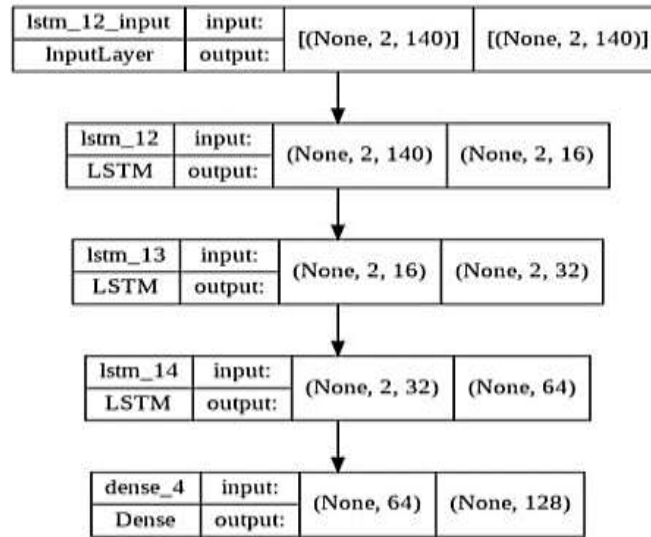 lstm_12_input input: [(None, 2, 140)] [(None, 2, 140)]
InputLayer output:
lstm_12 input: (None, 2, 140) (None, 2, 16)
LSTM output:
lstm_13 input: (None, 2, 16) (None, 2, 32)
LSTM output:
lstm_14 input: (None, 2, 32) (None, 64)
LSTM output:
dense_4 input: (None, 64) (None, 128)
Dense output: